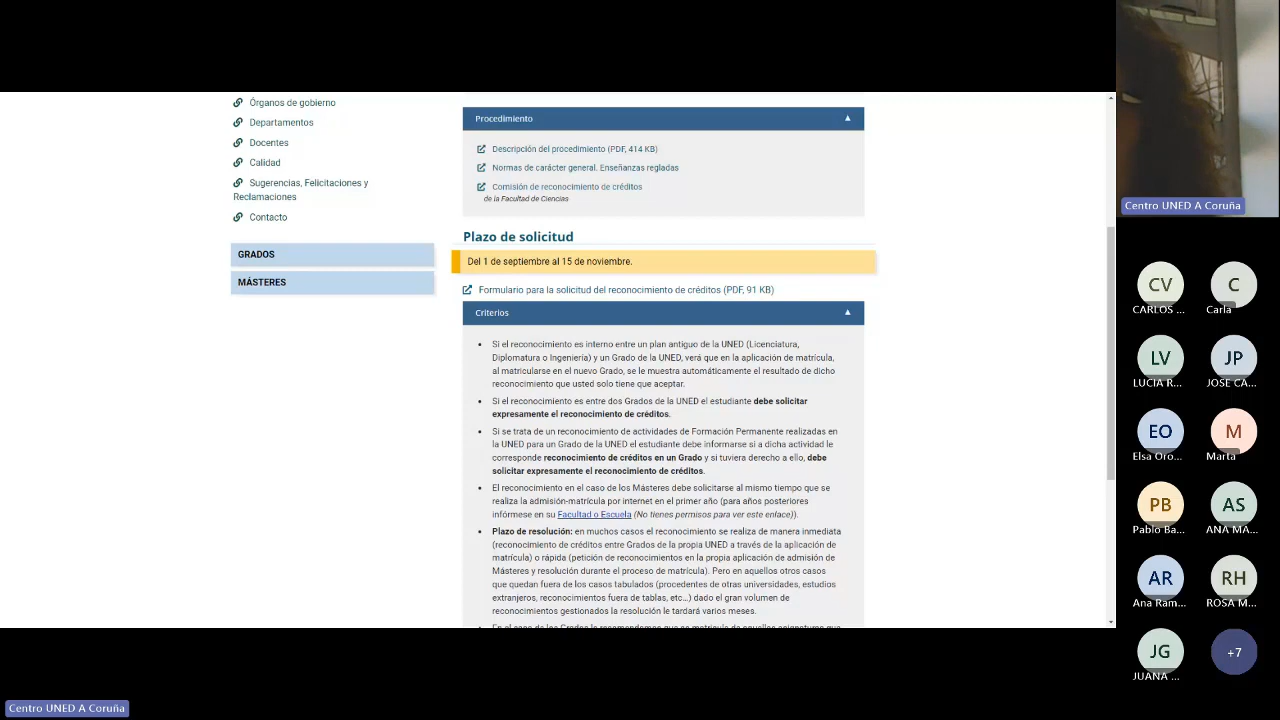 Órganos de gobierno
Departamentos
Docentes
Calidad
Sugerencias, Felicitaciones y
Reclamaciones
Contacto
GRADOS
MÁSTERES
Procedimiento
Descripción del procedimiento (PDF, 414 KB)
Normas de carácter general. Enseñanzas regladas
Comisión de reconocimiento de créditos
de la Facultad de Ciencias
Plazo de solicitud
Del 1 de septiembre al 15 de noviembre.
Formulario para la solicitud del reconocimiento de créditos (PDF, 91 KB)
Criterios
Si el reconocimiento es interno entre un plan antiguo de la UNED (Licenciatura,
Diplomatura o Ingeniería) y un Grado de la UNED, verá que en la aplicación de matrícula,
al matricularse en el nuevo Grado, se le muestra automáticamente el resultado de dicho
reconocimiento que usted solo tiene que aceptar.
Si el reconocimiento es entre dos Grados de la UNED el estudiante debe solicitar
expresamente el reconocimiento de créditos.
Si se trata de un reconocimiento de actividades de Formación Permanente realizadas en
la UNED para un Grado de la UNED el estudiante debe informarse si a dicha actividad le
corresponde reconocimiento de créditos en un Grado y si tuviera derecho a ello, debe
solicitar expresamente el reconocimiento de créditos.
El reconocimiento en el caso de los Másteres debe solicitarse al mismo tiempo que se
realiza la admisión-matrícula por internet en el primer año (para años posteriores
infórmese en su Facultad o Escuela (No tienes permisos para ver este enlace)).
Plazo de resolución: en muchos casos el reconocimiento se realiza de manera inmediata
(reconocimiento de créditos entre Grados de la propia UNED a través de la aplicación de
matrícula) o rápida (petición de reconocimientos en la propia aplicación de admisión de
Másteres y resolución durante el proceso de matrícula). Pero en aquellos otros casos
que quedan fuera de los casos tabulados (procedentes de otras universidades, estudios
extranjeros, reconocimientos fuera de tablas, etc...) dado el gran volumen de
reconocimientos gestionados la resolución le tardará varios meses.
En el caso de los Grados le recomendamos que se matricule de aquellas asignaturas que
Centro UNED A Coruña
CV
CARLOS ...
C
Carla
LV
LUCIA R...
JP
JOSE CA...
EO
Elsa Oro...
M
Marta
PB
Pablo Ba...
AS
ANA MA...
AR
Ana Ram...
RH
ROSA M...
JG
JUANA ...
+7
Centro UNED A Coruña